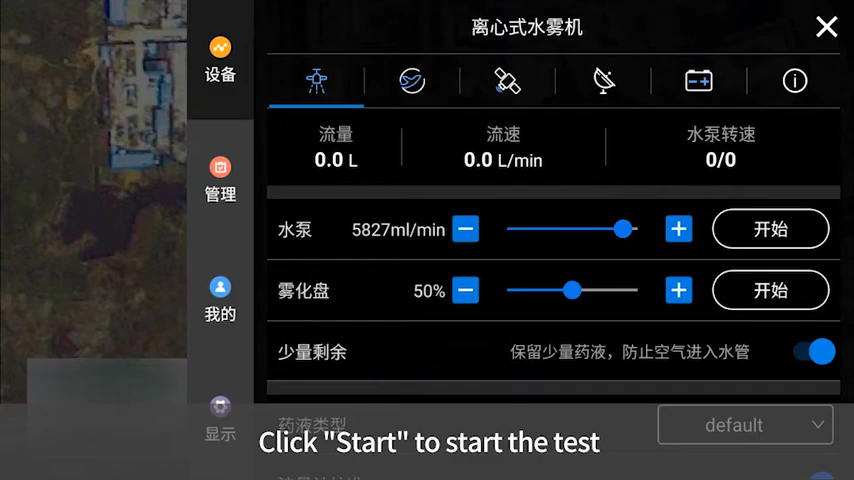 离心式水雾机
设备
管理
我的
显示
流量
0.0 L
流速
0.0 L/min
水泵转速
0/0
水泵 5827ml/min 开始
雾化盘 50% 开始
少量剩余 保留少量药液，防止空气进入水管
药液类型 default
Click "Start" to start the test